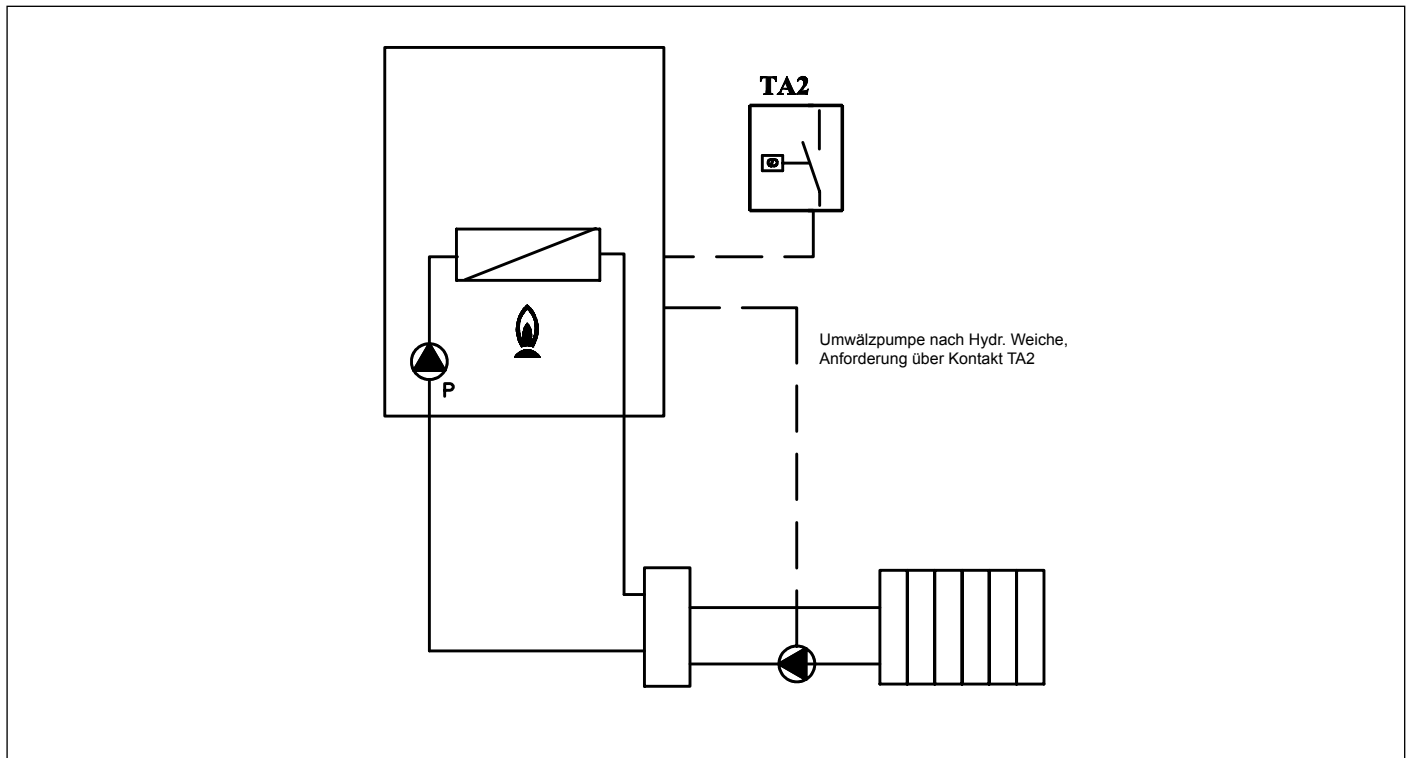 TA2
Umwälzpumpe nach Hydr. Weiche,
Anforderung über Kontakt TA2
P